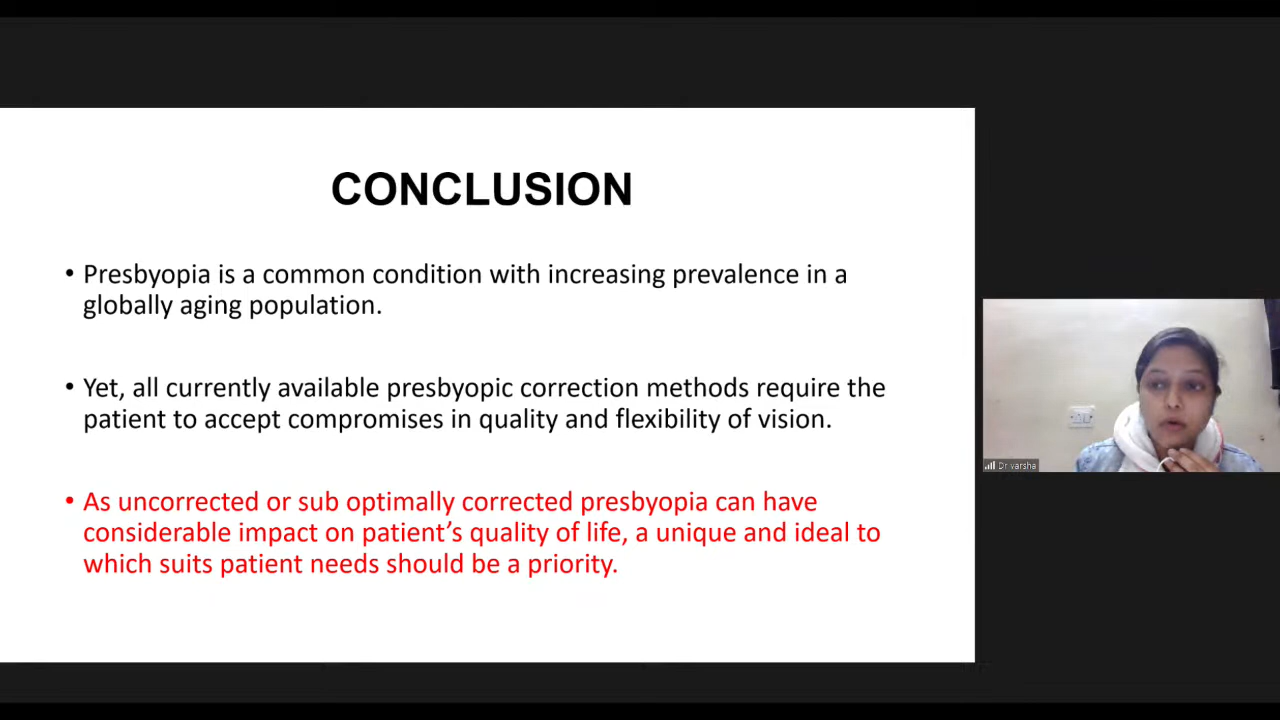 CONCLUSION
• Presbyopia is a common condition with increasing prevalence in a
globally aging population.
• Yet, all currently available presbyopic correction methods require the
patient to accept compromises in quality and flexibility of vision.
• As uncorrected or sub optimally corrected presbyopia can have
considerable impact on patient’s quality of life, a unique and ideal to
which suits patient needs should be a priority.
Dr varsha